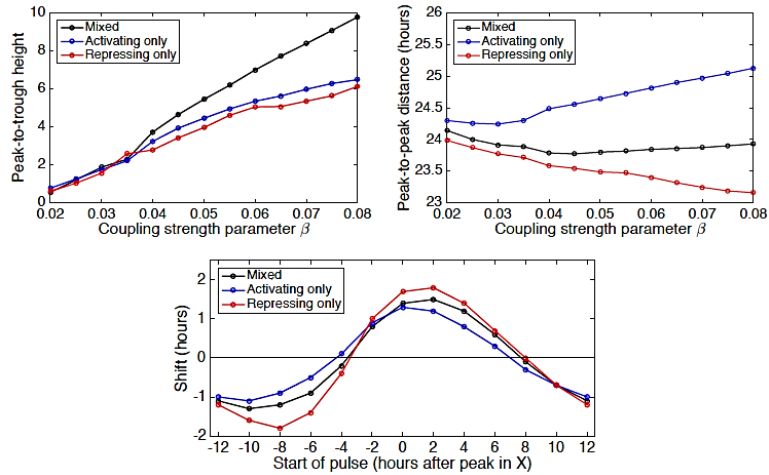 Peak-to-trough height
10
8
6
4
2
0
Mixed
Activating only
Repressing only
0.02 0.03 0.04 0.05 0.06 0.07 0.08
Coupling strength parameter β
Peak-to-peak distance (hours)
26
25.5
25
24.5
24
23.5
23
Mixed
Activating only
Repressing only
0.02 0.03 0.04 0.05 0.06 0.07 0.08
Coupling strength parameter β
Shift (hours)
2
1
0
-1
-2
Mixed
Activating only
Repressing only
-12 -10 -8 -6 -4 -2 0 2 4 6 8 10 12
Start of pulse (hours after peak in X)